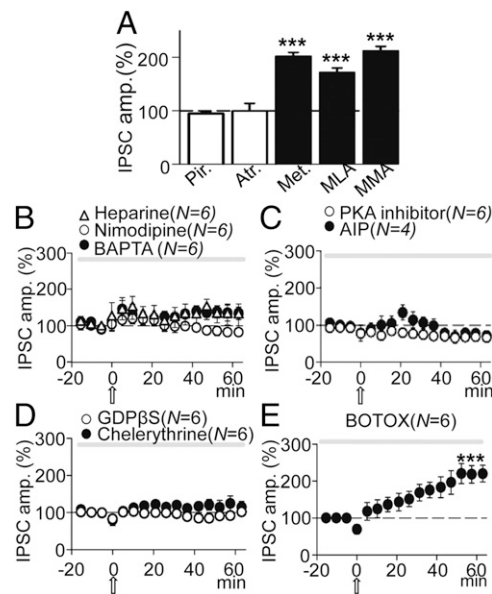 A
IPSC amp.(%)
200
100
0
***
***
***
Pir.
Atr.
Met.
MLA
MMA
B
△ Heparine(N=6)
○ Nimodipine(N=6)
● BAPTA (N=6)
IPSC amp. (%)
300
200
100
0
-20 0 20 40 60
min
C
○ PKA inhibitor(N=6)
● AIP(N=4)
IPSC amp. (%)
300
200
100
0
-20 0 20 40 60
min
D
○ GDPβS(N=6)
● Chelerythrine(N=6)
IPSC amp. (%)
300
200
100
0
-20 0 20 40 60
min
E
BOTOX(N=6)
IPSC amp. (%)
300
200
100
0
***
-20 0 20 40 60
min